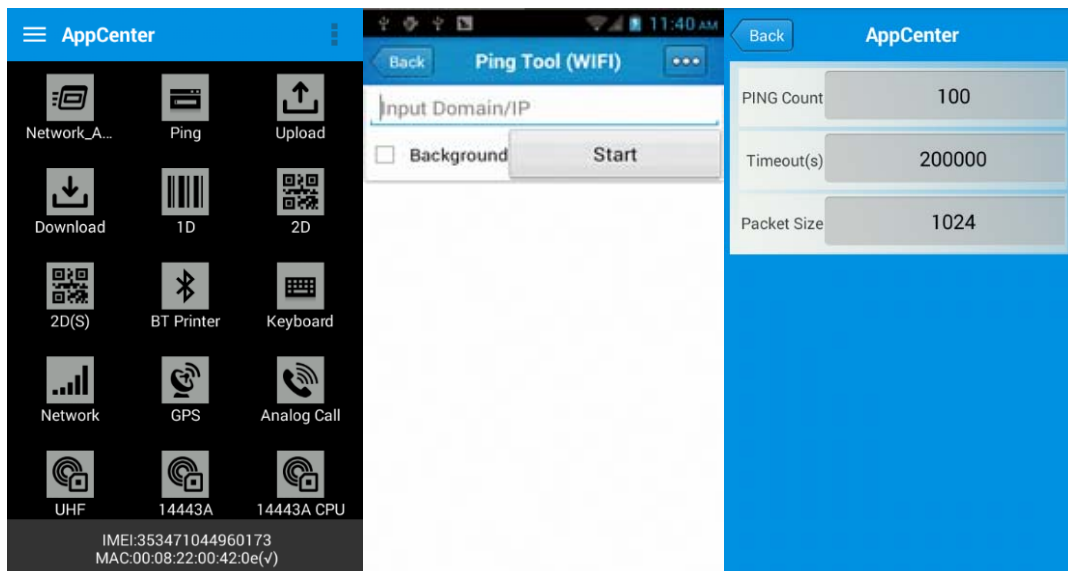 AppCenter
Network_A...
Ping
Upload
Download
1D
2D
2D(S)
BT Printer
Keyboard
Network
GPS
Analog Call
UHF
14443A
14443A CPU
IMEI:353471044960173
MAC:00:08:22:00:42:0e(√)
11:40 AM
Back
Ping Tool (WIFI)
Input Domain/IP
Background
Start
Back
AppCenter
PING Count 100
Timeout(s) 200000
Packet Size 1024